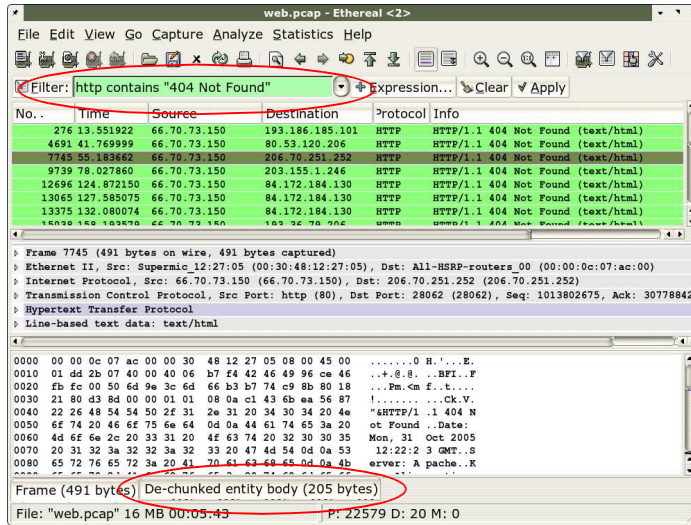 web.pcap - Ethereal <2>
File Edit View Go Capture Analyze Statistics Help
Filter: http contains "404 Not Found" Expression... Clear Apply
No. . Time Source Destination Protocol Info
276 13.551922 66.70.73.150 193.186.185.101 HTTP HTTP/1.1 404 Not Found (text/html)
4691 41.769999 66.70.73.150 80.53.120.206 HTTP HTTP/1.1 404 Not Found (text/html)
7745 55.183662 66.70.73.150 206.70.251.252 HTTP HTTP/1.1 404 Not Found (text/html)
9739 78.027860 66.70.73.150 203.155.1.246 HTTP HTTP/1.1 404 Not Found (text/html)
12696 124.872150 66.70.73.150 84.172.184.130 HTTP HTTP/1.1 404 Not Found (text/html)
13065 127.585075 66.70.73.150 84.172.184.130 HTTP HTTP/1.1 404 Not Found (text/html)
13375 132.080074 66.70.73.150 84.172.184.130 HTTP HTTP/1.1 404 Not Found (text/html)
15038 158.193579 66.70.73.150 193.36.79.206 HTTP HTTP/1.1 404 Not Found (text/html)
Frame 7745 (491 bytes on wire, 491 bytes captured)
Ethernet II, Src: Supermic_12:27:05 (00:30:48:12:27:05), Dst: All-HSRP-routers_00 (00:00:0c:07:ac:00)
Internet Protocol, Src: 66.70.73.150 (66.70.73.150), Dst: 206.70.251.252 (206.70.251.252)
Transmission Control Protocol, Src Port: http (80), Dst Port: 28062 (28062), Seq: 1013802675, Ack: 30778842
Hypertext Transfer Protocol
Line-based text data: text/html
0000 00 00 0c 07 ac 00 00 30 48 12 27 05 08 00 45 00 .......0 H.'...E.
0010 01 dd 2b 07 40 00 40 06 b7 f4 42 46 49 96 ce 46 ..+.@.@. ..BFI..F
0020 fb fc 00 50 6d 9e 3c 6d 66 b3 b7 74 c9 8b 80 18 ...Pm.<m f..t....
0030 21 80 d3 8d 00 00 01 01 08 0a c1 43 6b ea 56 87 !....... ...Ck.V.
0040 22 26 48 54 54 50 2f 31 2e 31 20 34 30 34 20 4e "&HTTP/1 .1 404 N
0050 6f 74 20 46 6f 75 6e 64 0d 0a 44 61 74 65 3a 20 ot Found ..Date:
0060 4d 6f 6e 2c 20 33 31 20 4f 63 74 20 32 30 30 35 Mon, 31 Oct 2005
0070 20 31 32 3a 32 32 3a 32 33 20 47 4d 54 0d 0a 53 12:22:2 3 GMT..S
0080 65 72 76 65 72 3a 20 41 70 61 63 68 65 0d 0a 4b erver: A pache..K
Frame (491 bytes) De-chunked entity body (205 bytes)
File: "web.pcap" 16 MB 00:05:43 P: 22579 D: 20 M: 0